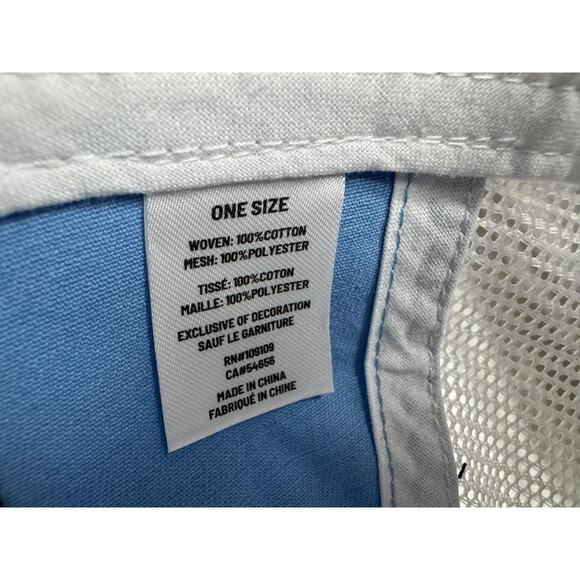 ONE SIZE
WOVEN: 100%COTTON
MESH: 100%POLYESTER
TISSÉ: 100%COTON
MAILLE: 100%POLYESTER
EXCLUSIVE OF DECORATION
SAUF LE GARNITURE
RN#109109
CA#54656
MADE IN CHINA
FABRIQUÉ IN CHINE